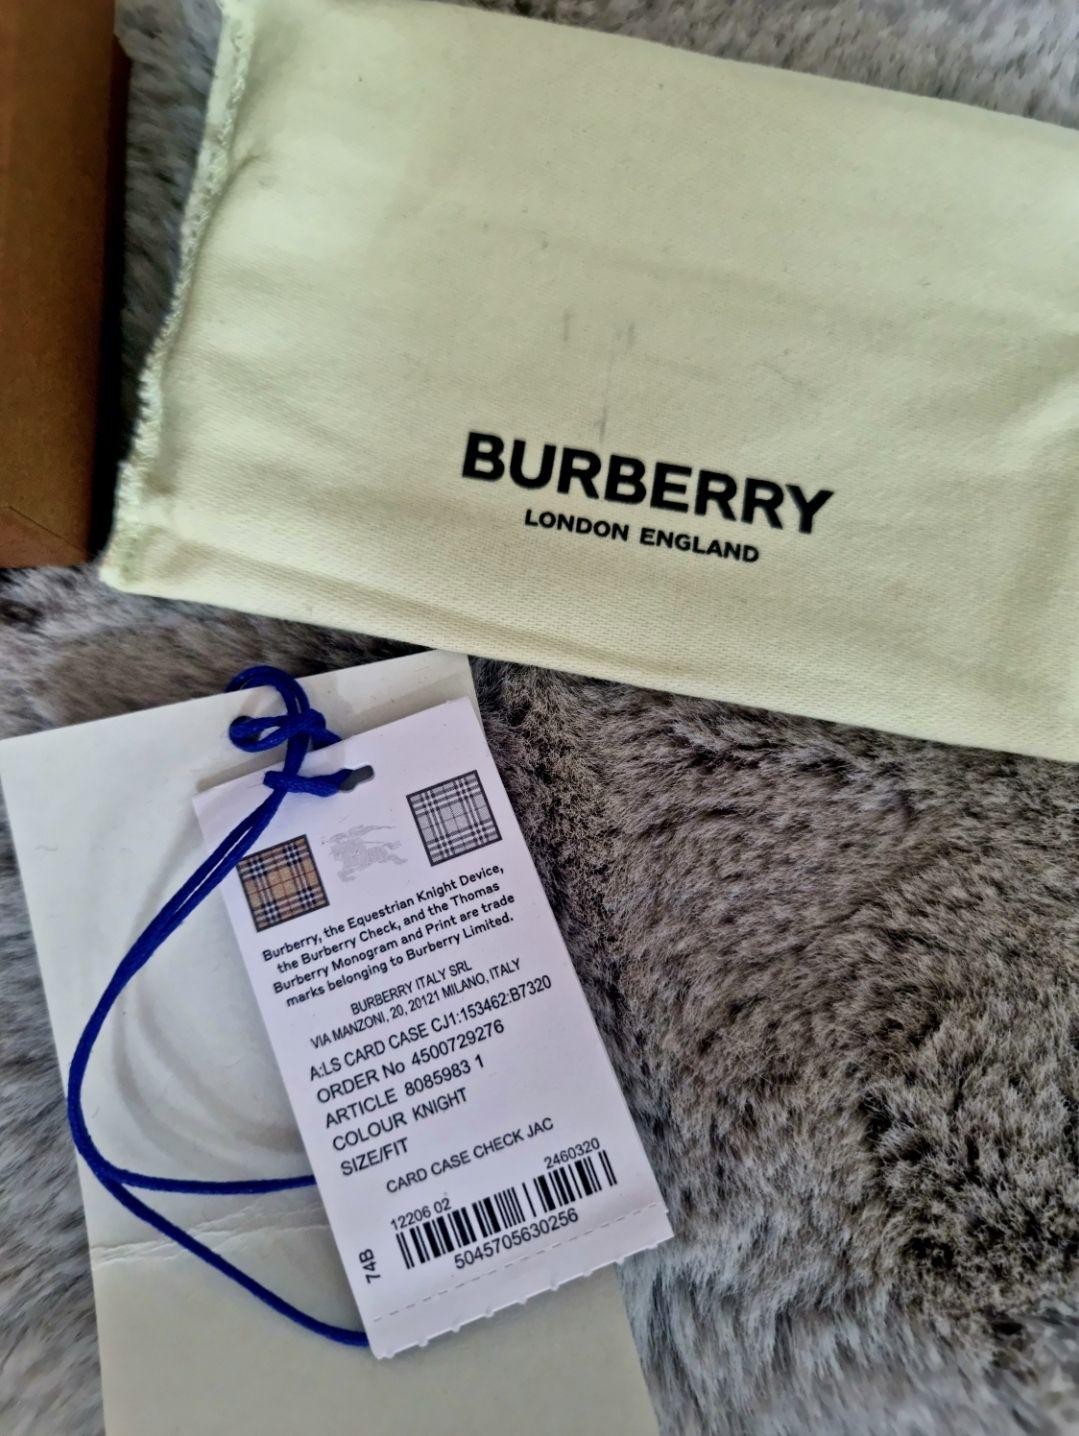 BURBERRY
LONDON ENGLAND
Burberry, the Equestrian Knight Device,
the Burberry Check, and the Thomas
Burberry Monogram and Print are trade
marks belonging to Burberry Limited.
BURBERRY ITALY SRL
VIA MANZONI, 20, 20121 MILANO, ITALY
A:LS CARD CASE CJ1:153462:B7320
ORDER No 4500729276
ARTICLE 8085983 1
COLOUR KNIGHT
SIZE/FIT
CARD CASE CHECK JAC
12206 02 2460320
5045705630256
74B